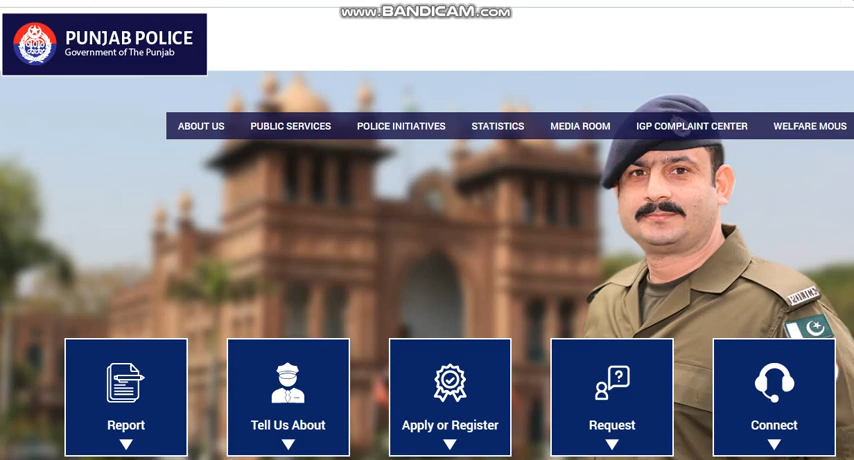 www.BANDICAM.com
PUNJAB POLICE
Government of The Punjab
ABOUT US PUBLIC SERVICES POLICE INITIATIVES STATISTICS MEDIA ROOM IGP COMPLAINT CENTER WELFARE MOUS
Report Tell Us About Apply or Register Request Connect